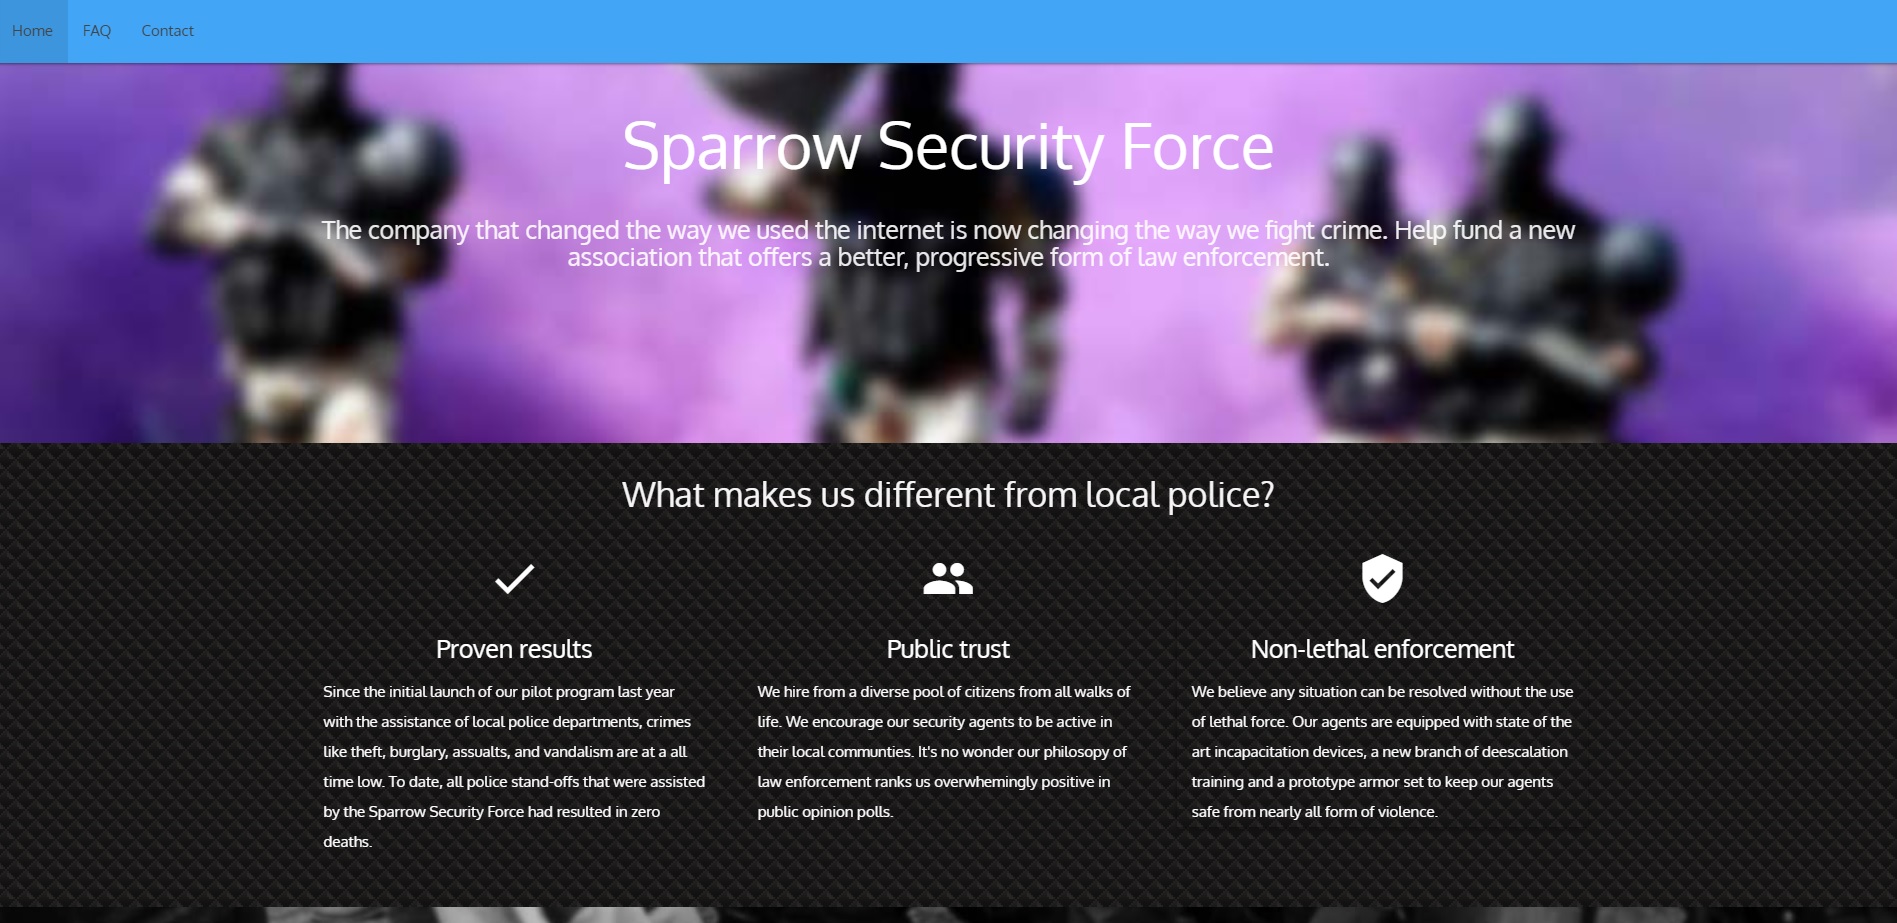 Home FAQ Contact
Sparrow Security Force
The company that changed the way we used the internet is now changing the way we fight crime. Help fund a new
association that offers a better, progressive form of law enforcement.
What makes us different from local police?
Proven results
Since the initial launch of our pilot program last year
with the assistance of local police departments, crimes
like theft, burglary, assualts, and vandalism are at a all
time low. To date, all police stand-offs that were assisted
by the Sparrow Security Force had resulted in zero
deaths.
Public trust
We hire from a diverse pool of citizens from all walks of
life. We encourage our security agents to be active in
their local communties. It's no wonder our philosopy of
law enforcement ranks us overwhemingly positive in
public opinion polls.
Non-lethal enforcement
We believe any situation can be resolved without the use
of lethal force. Our agents are equipped with state of the
art incapacitation devices, a new branch of deescalation
training and a prototype armor set to keep our agents
safe from nearly all form of violence.